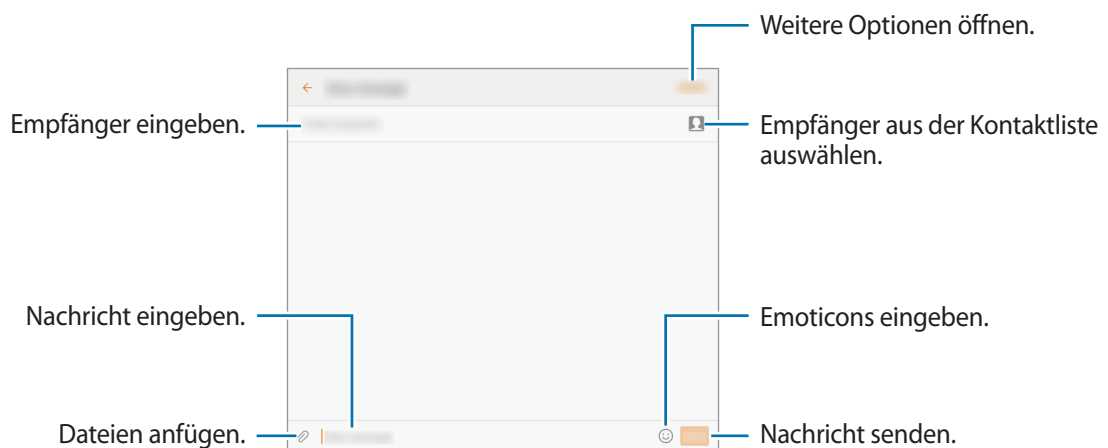 Weitere Optionen öffnen.
Empfänger eingeben.
Empfänger aus der Kontaktliste
auswählen.
Nachricht eingeben.
Emoticons eingeben.
Dateien anfügen.
Nachricht senden.